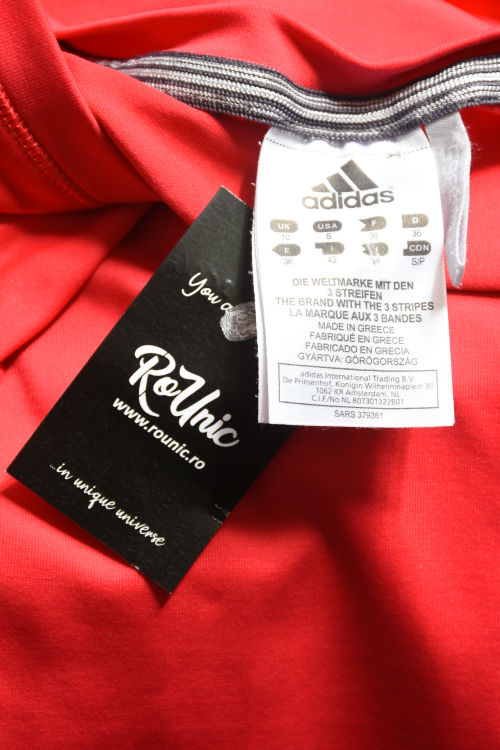 adidas
UK USA F D
10 S 38 36
E I CDN
36 42 S/P
DIE WELTMARKE MIT DEN
3 STREIFEN
THE BRAND WITH THE 3 STRIPES
LA MARQUE AUX 3 BANDES
MADE IN GREECE
FABRIQUÉ EN GRÈCE
FABRICADO EN GRECIA
GYÁRTVA: GÖRÖGORSZÁG
adidas International Trading B.V.
De Prinsenhof, Konigin Wilhelminaplein 30
1062 KR Amsterdam, NL
C.I.F/No NL 807301322B01
SARS 379361
You
RoUnic
www.rounic.ro
...in unique universe